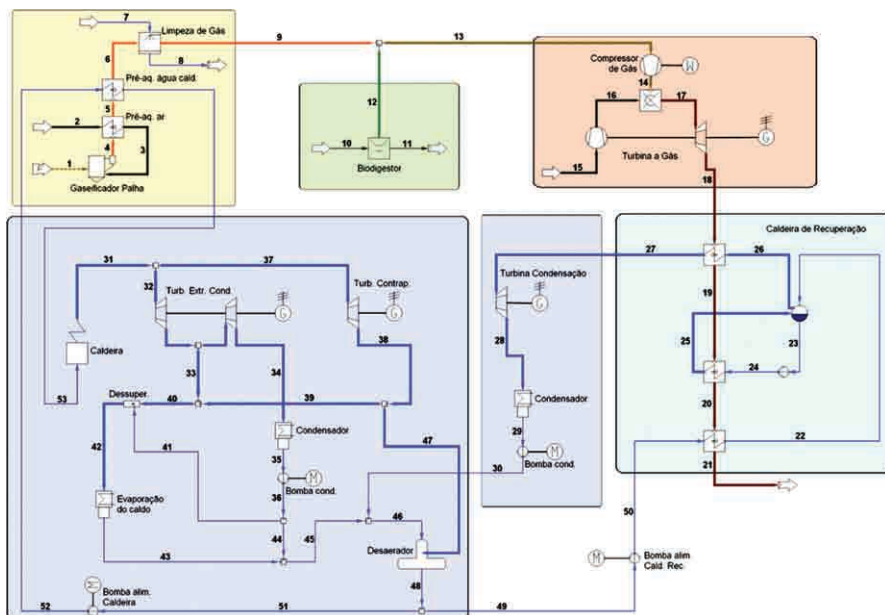 7
Limpeza de Gás
9
13
6
8
Compressor
de Gás
W
Pré-aq. água cald.
14
16
17
5
12
2
Pré-aq. ar
3
4
10
11
G
1
Biodigestor
15
Turbina a Gás
Gaseificador Palha
18
Caldeira de Recuperação
31
37
27
26
32
Turb. Extr. Cond.
Turb. Contrap.
Turbina Condensação
G
G
G
19
Caldeira
38
28
25
23
33
34
24
53
Dessuper.
40
39
Condensador
20
42
41
Condensador
47
29
22
35
30
M
21
M
Bomba cond.
Evaporação
do caldo
36
Bomba cond.
46
50
43
44
45
Desaerador
M
Bomba alim
Cald. Rec.
Bomba alim.
Caldeira
48
52
51
49